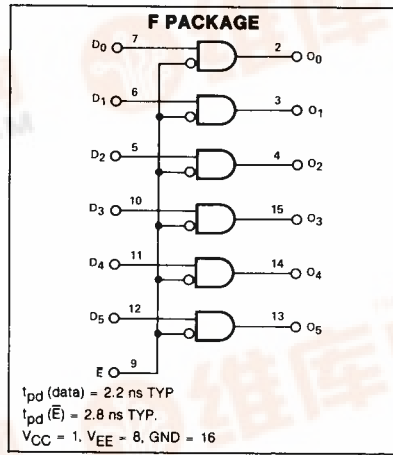 F PACKAGE
D0 7 2 O0
D1 6 3 O1
D2 5 4 O2
D3 10 15 O3
D4 11 14 O4
D5 12 13 O5
E 9
tpd (data) = 2.2 ns TYP
tpd (E̅) = 2.8 ns TYP.
VCC = 1, VEE = 8, GND = 16